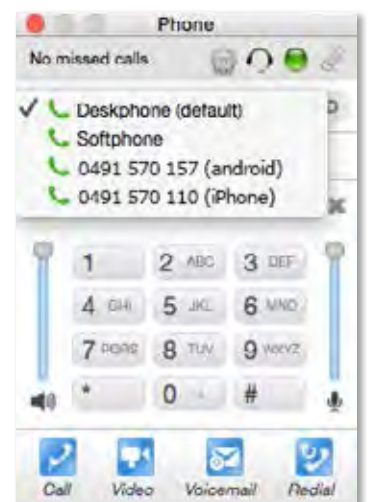 Phone
No missed calls
✓ Deskphone (default)
Softphone
0491 570 157 (android)
0491 570 110 (iPhone)
1 2 ABC 3 DEF
4 GHI 5 JKL 6 MNO
7 PQRS 8 TUV 9 WXYZ
* 0 #
Call Video Voicemail Redial